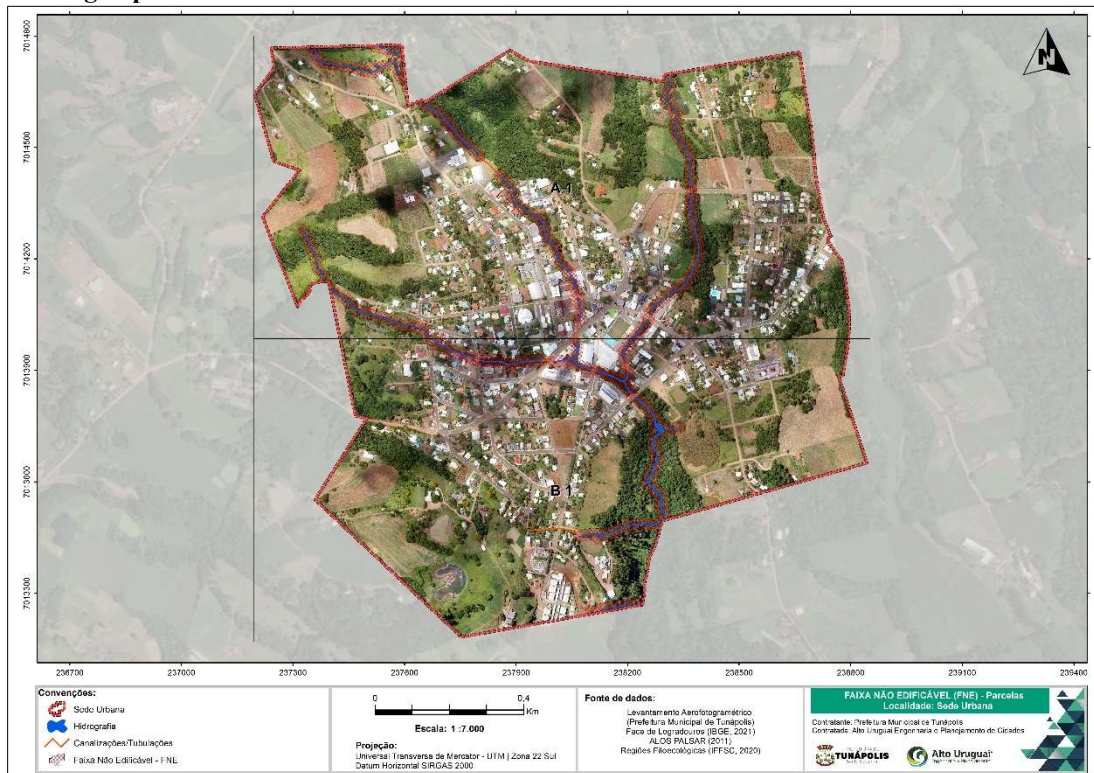 7014800
7014500
7014200
7013900
7013600
7013300
N
A 1
B 1
236700
237000
237300
237600
237900
238200
238500
238800
239100
239400
Convenções:
Sede Urbana
Hidrografia
Canalizações/Tubulações
Faixa Não Edificável - FNE
0
0,4
Km
Escala: 1 :7.000
Projeção:
Universal Transversa de Mercator - UTM | Zona 22 Sul
Datum Horizontal SIRGAS 2000
Fonte de dados:
Levantamento Aerofotogramétrico
(Prefeitura Municipal de Tunápolis)
Face de Logradouros (IBGE, 2021)
ALOS PALSAR (2011)
Regiões Fitoecológicas (IFFSC, 2020)
FAIXA NÃO EDIFICÁVEL (FNE) - Parcelas
Localidade: Sede Urbana
Contratante: Prefeitura Municipal de Tunápolis
Contratada: Alto Uruguai Engenharia e Planejamento de Cidades
TUNÁPOLIS
Alto Uruguai